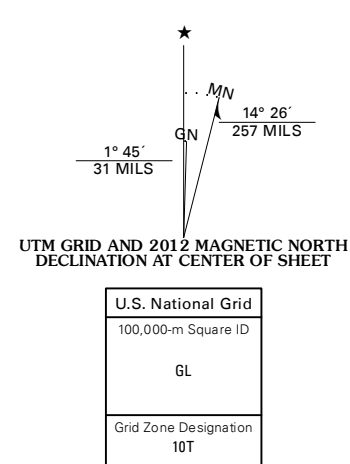 ★
MN
14° 26´
257 MILS
GN
1° 45´
31 MILS
UTM GRID AND 2012 MAGNETIC NORTH
DECLINATION AT CENTER OF SHEET
U.S. National Grid
100,000-m Square ID
GL
Grid Zone Designation
10T